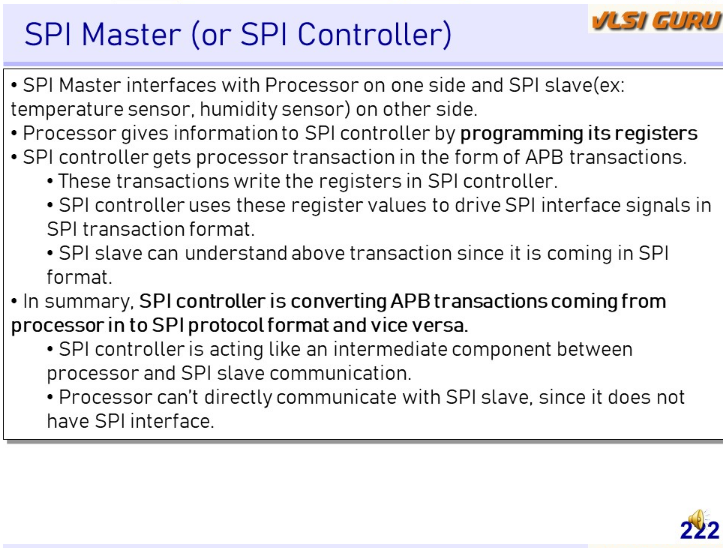 SPI Master (or SPI Controller)
vLSI GURU
• SPI Master interfaces with Processor on one side and SPI slave(ex:
temperature sensor, humidity sensor) on other side.
• Processor gives information to SPI controller by programming its registers
• SPI controller gets processor transaction in the form of APB transactions.
• These transactions write the registers in SPI controller.
• SPI controller uses these register values to drive SPI interface signals in
SPI transaction format.
• SPI slave can understand above transaction since it is coming in SPI
format.
• In summary, SPI controller is converting APB transactions coming from
processor in to SPI protocol format and vice versa.
• SPI controller is acting like an intermediate component between
processor and SPI slave communication.
• Processor can't directly communicate with SPI slave, since it does not
have SPI interface.
222